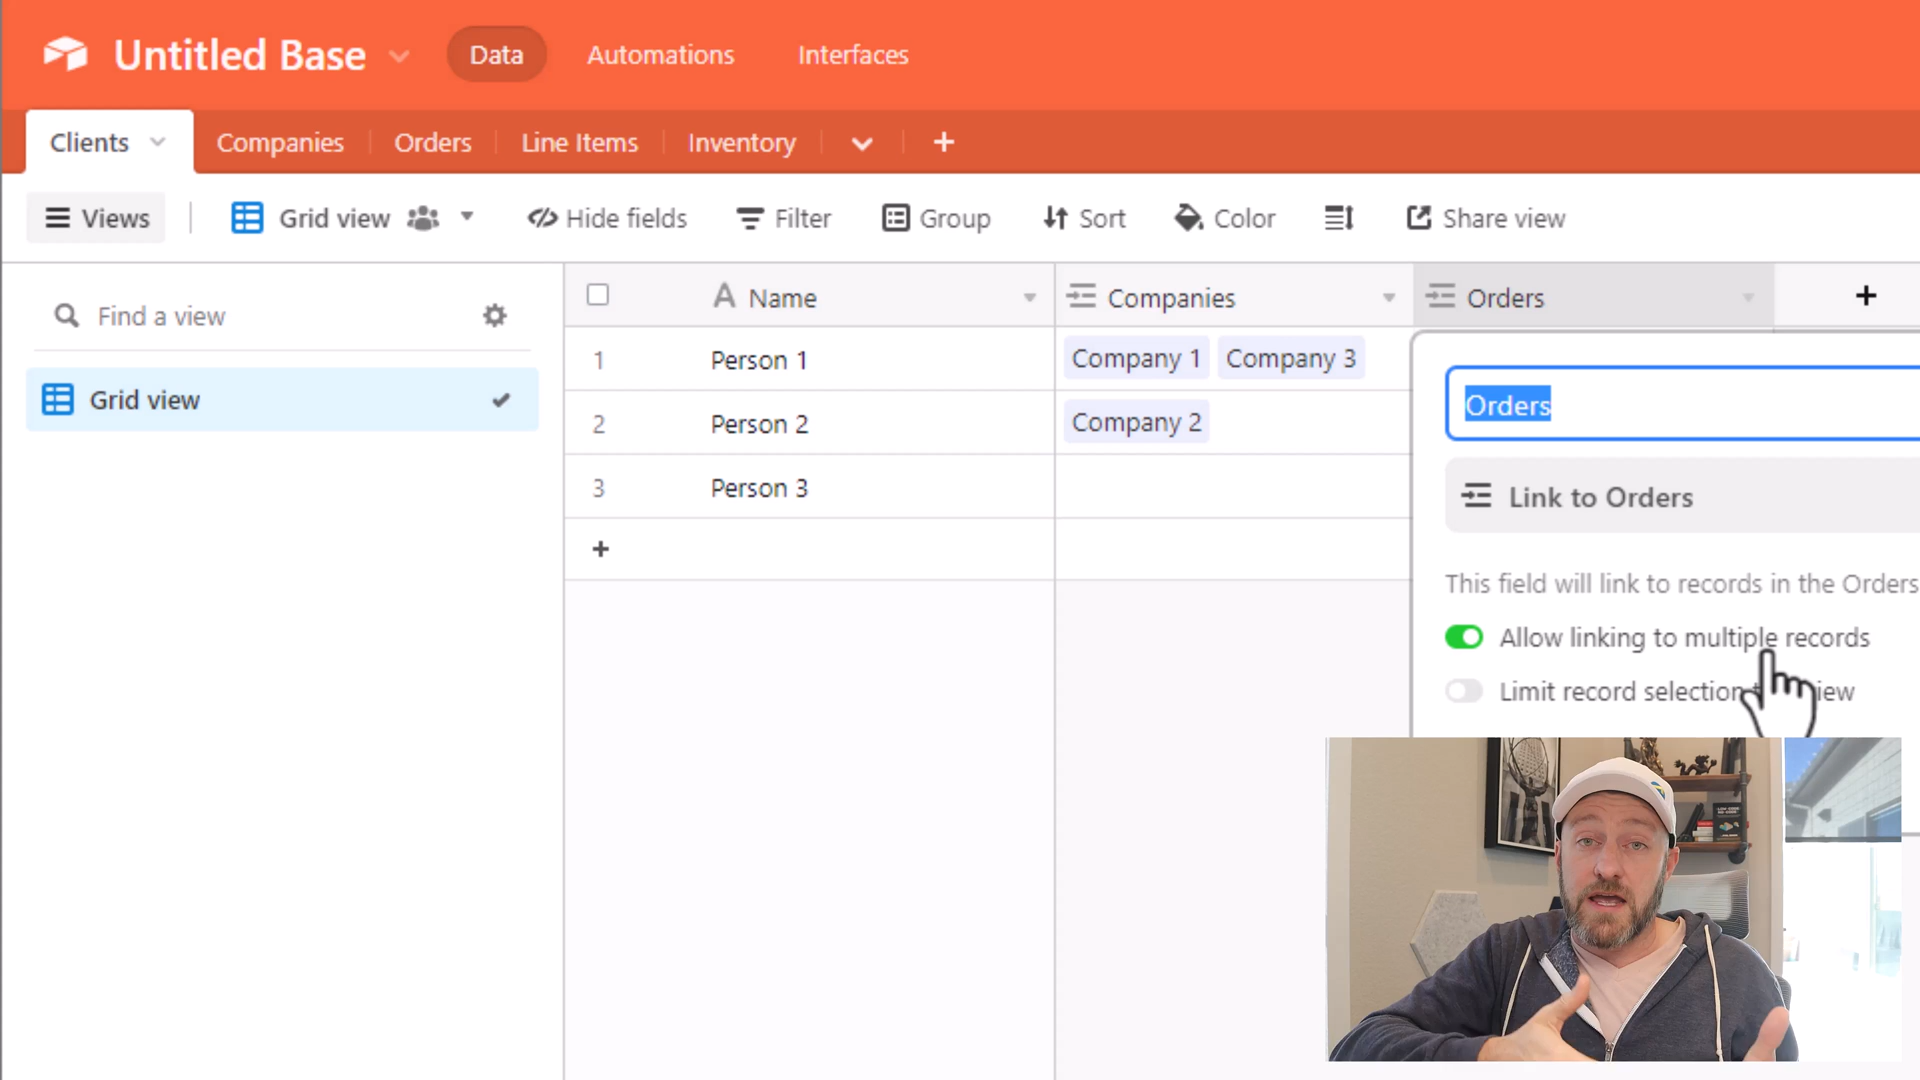 Untitled Base
Data
Automations
Interfaces
Clients
Companies
Orders
Line Items
Inventory
Views
Grid view
Hide fields
Filter
Group
Sort
Color
Share view
Find a view
Grid view
Name
Companies
Orders
1 Person 1 Company 1 Company 3
2 Person 2 Company 2
3 Person 3
Orders
Link to Orders
This field will link to records in the Orders
Allow linking to multiple records
Limit record selection